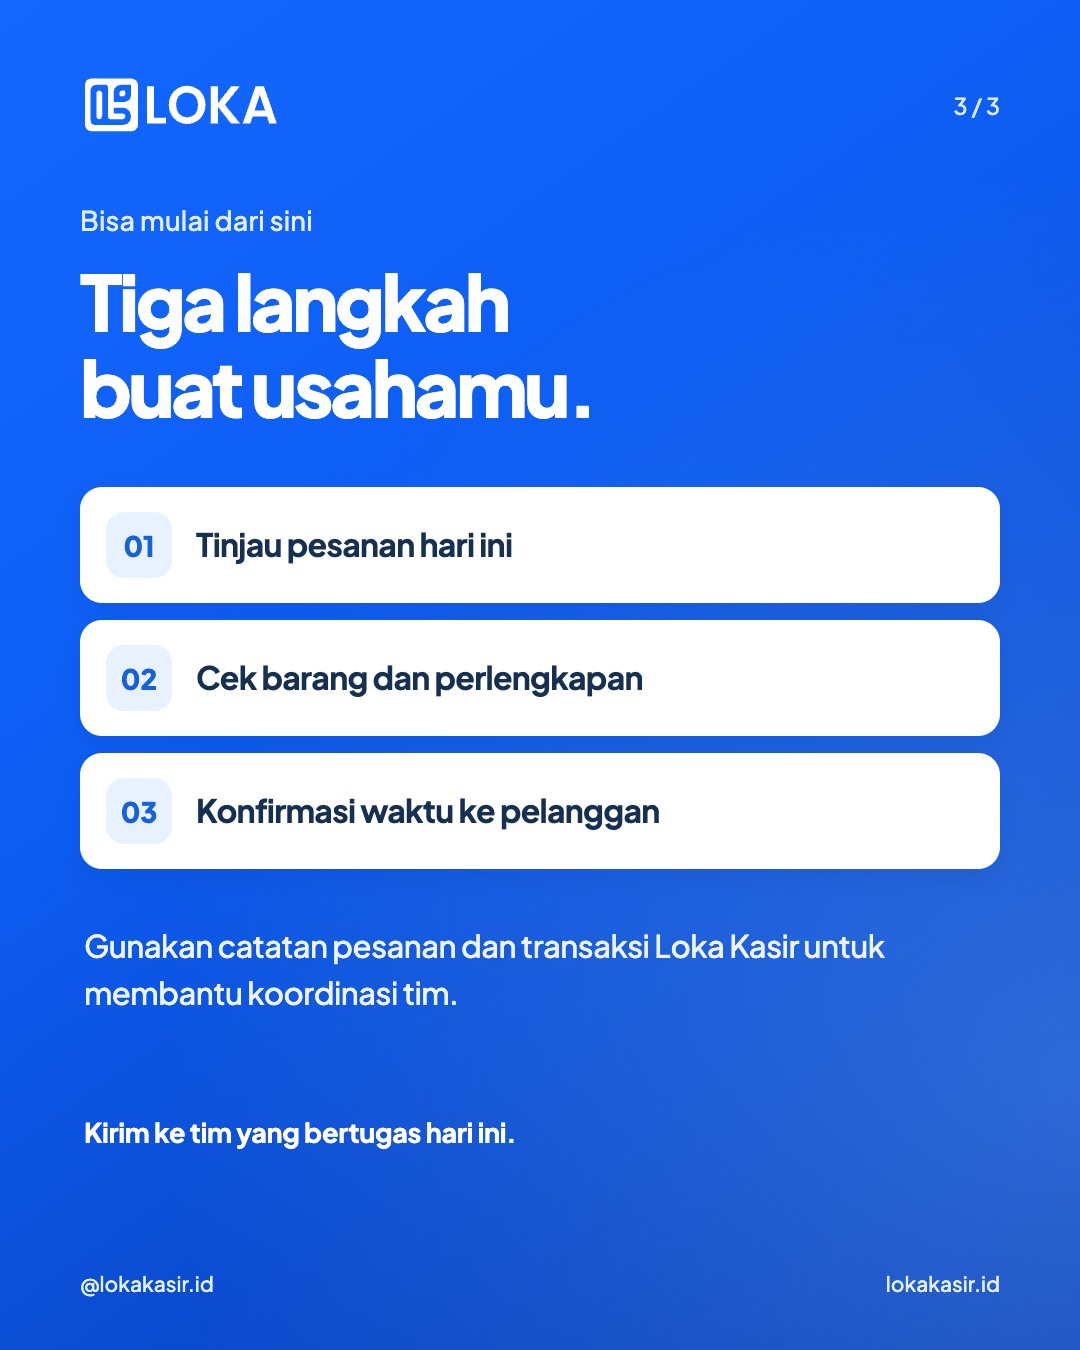 LOKA
3 / 3
Bisa mulai dari sini
Tiga langkah
buat usahamu.
01 Tinjau pesanan hari ini
02 Cek barang dan perlengkapan
03 Konfirmasi waktu ke pelanggan
Gunakan catatan pesanan dan transaksi Loka Kasir untuk
membantu koordinasi tim.
Kirim ke tim yang bertugas hari ini.
@lokakasir.id
lokakasir.id